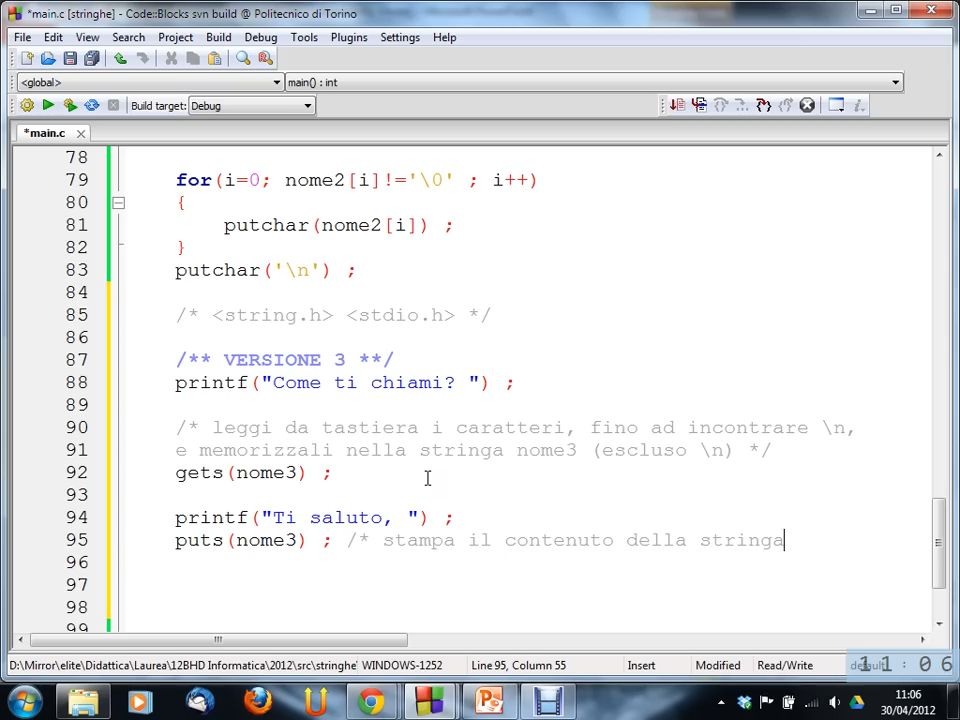 *main.c [stringhe] - Code::Blocks svn build @ Politecnico di Torino
File Edit View Search Project Build Debug Tools Plugins Settings Help
<global> main() : int
Build target: Debug
*main.c
78
79 for(i=0; nome2[i]!='\0' ; i++)
80 {
81 putchar(nome2[i]) ;
82 }
83 putchar('\n') ;
84
85 /* <string.h> <stdio.h> */
86
87 /** VERSIONE 3 **/
88 printf("Come ti chiami? ") ;
89
90 /* leggi da tastiera i caratteri, fino ad incontrare \n,
91 e memorizzali nella stringa nome3 (escluso \n) */
92 gets(nome3) ;
93
94 printf("Ti saluto, ") ;
95 puts(nome3) ; /* stampa il contenuto della stringa
96
97
98
99
D:\Mirror\elite\Didattica\Laurea\12BHD Informatica\2012\src\stringhe WINDOWS-1252 Line 95, Column 55 Insert Modified Read/Write default
11:06
11:06
30/04/2012